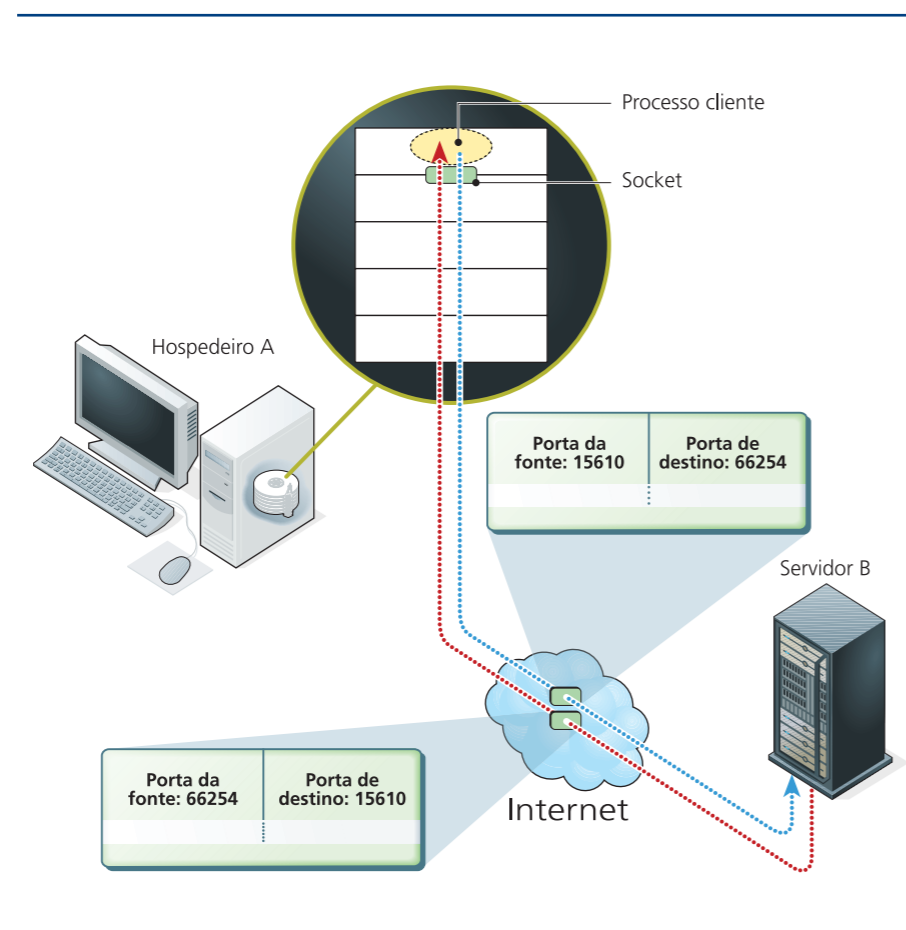 Processo cliente
Socket
Hospedeiro A
Porta da
fonte: 15610
Porta de
destino: 66254
Servidor B
Porta da
fonte: 66254
Porta de
destino: 15610
Internet